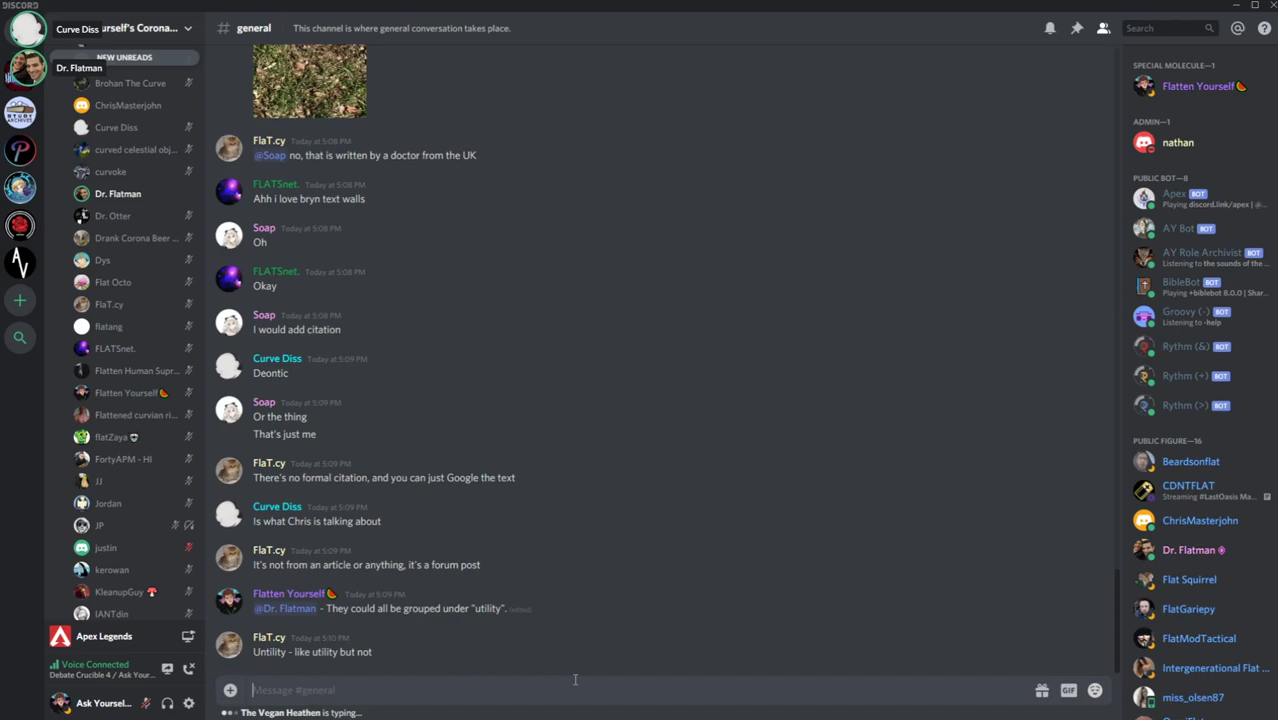 DISCORD
Curve Diss
urself's Corona...
# general
This channel is where general conversation takes place.
Search
Dr. Flatman
NEW UNREADS
Brohan The Curve
ChrisMasterjohn
Curve Diss
curved celestial obj...
curvoke
Dr. Flatman
Dr. Otter
Drank Corona Beer ...
Dys
Flat Octo
FlaT.cy
flatang
FLATSnet.
Flatten Human Supr...
Flatten Yourself🍉
Flattened curvian ri...
flatZaya
FortyAPM - HI
JJ
Jordan
JP
justin
kerowan
KleanupGuy 🍄
IANTdin
STUDY
ARCHIVES
P
AV
Apex Legends
Voice Connected
Debate Crucible 4 / Ask Your...
Ask Yoursel...
FlaT.cy Today at 5:08 PM
@Soap no, that is written by a doctor from the UK
FLATSnet. Today at 5:08 PM
Ahh i love bryn text walls
Soap Today at 5:08 PM
Oh
FLATSnet. Today at 5:08 PM
Okay
Soap Today at 5:08 PM
I would add citation
Curve Diss Today at 5:09 PM
Deontic
Soap Today at 5:09 PM
Or the thing
That's just me
FlaT.cy Today at 5:09 PM
There's no formal citation, and you can just Google the text
Curve Diss Today at 5:09 PM
Is what Chris is talking about
FlaT.cy Today at 5:09 PM
It's not from an article or anything, it's a forum post
Flatten Yourself🍉 Today at 5:09 PM
@Dr. Flatman - They could all be grouped under "utility". (edited)
FlaT.cy Today at 5:10 PM
Untility - like utility but not
Message #general
GIF
The Vegan Heathen is typing...
SPECIAL MOLECULE—1
Flatten Yourself🍉
ADMIN—1
nathan
PUBLIC BOT—8
Apex BOT
Playing discord.link/apex | @...
AY Bot BOT
AY Role Archivist BOT
Listening to the sounds of the...
BibleBot BOT
Playing +biblebot 8.0.0 | Shar...
Groovy (-) BOT
Listening to -help
Rythm (&) BOT
Rythm (+) BOT
Rythm (>) BOT
PUBLIC FIGURE—16
Beardsonflat
CDNTFLAT
Streaming #LastOasis Ma...
ChrisMasterjohn
Dr. Flatman
Flat Squirrel
FlatGariepy
FlatModTactical
Intergenerational Flat ...
miss_olsen87